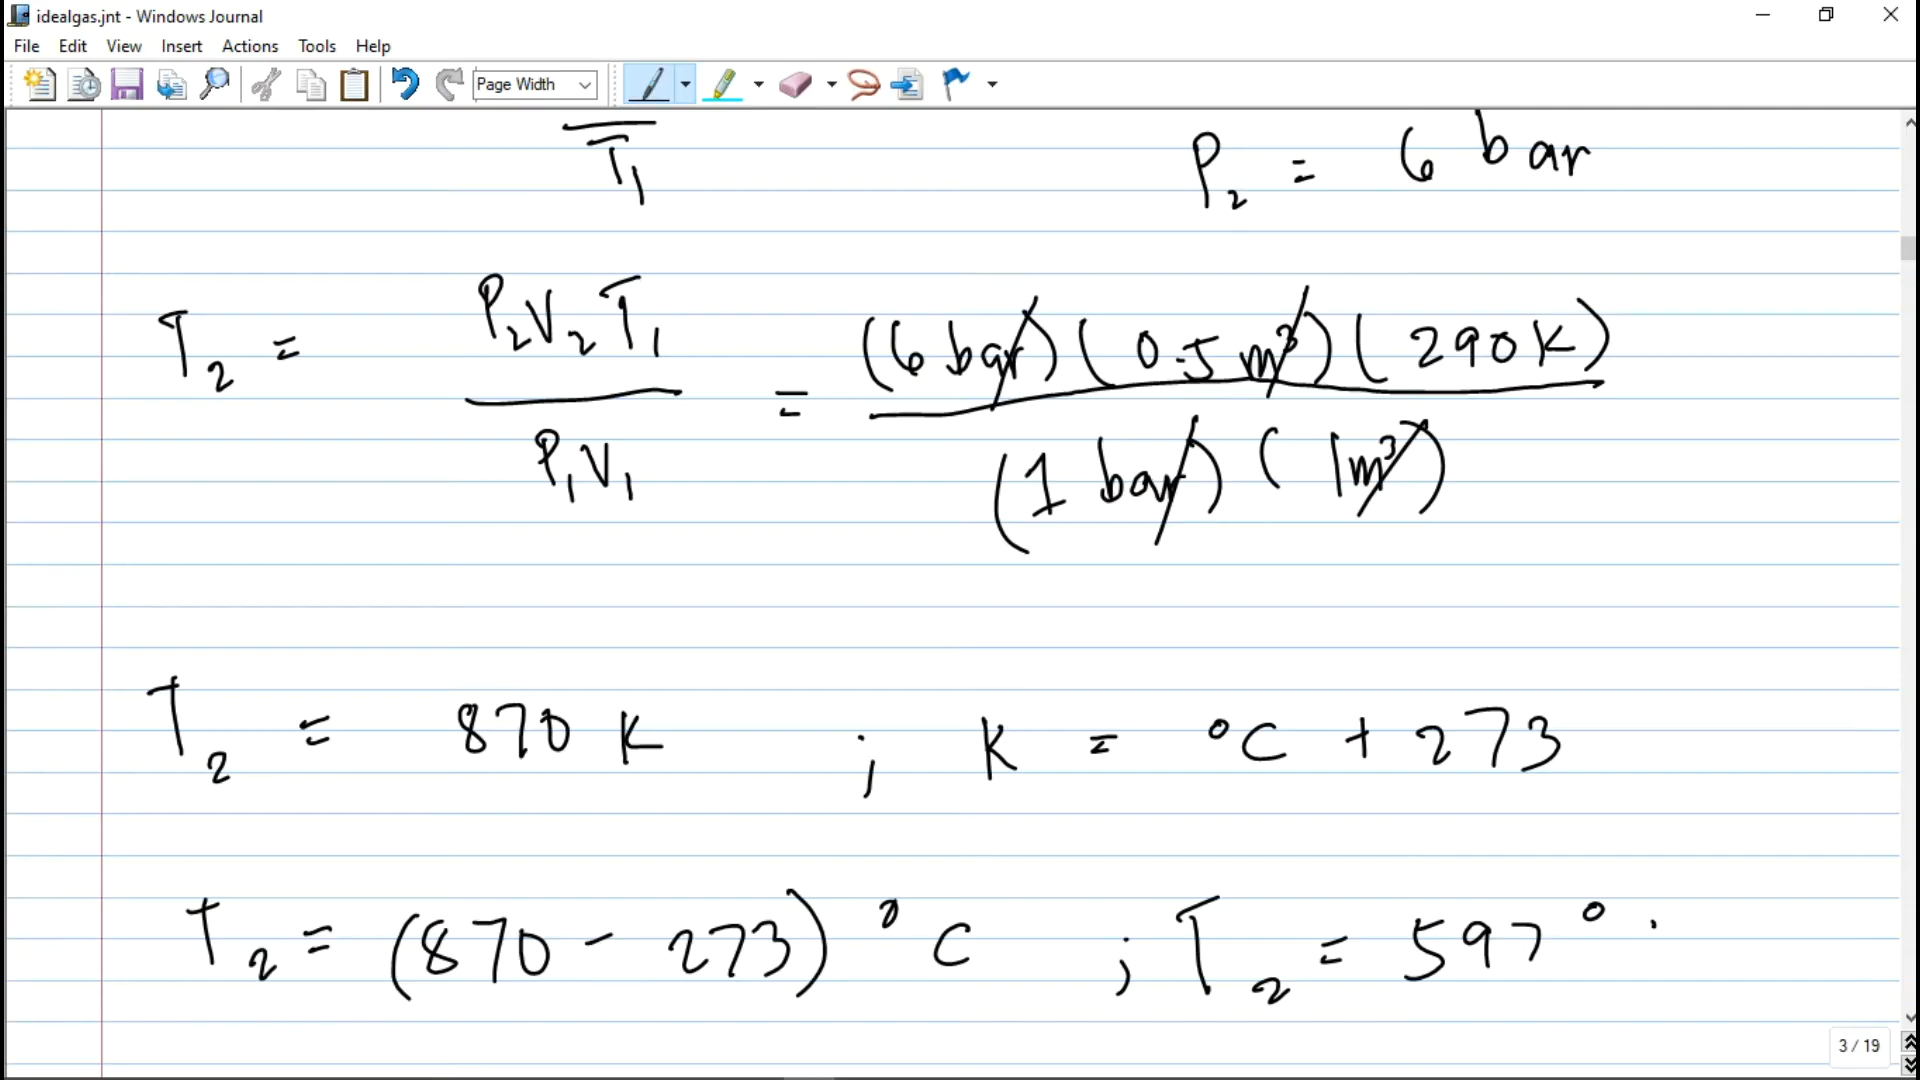 idealgas.jnt - Windows Journal
File Edit View Insert Actions Tools Help
Page Width
T₁ P₂ = 6 bar
T₂ = P₂V₂T₁ / P₁V₁ = (6 bar)(0.5 m³)(290K) / (1 bar)(1m³)
T₂ = 870 K ; K = °C + 273
T₂ = (870 - 273) °C ; T₂ = 597°
3 / 19